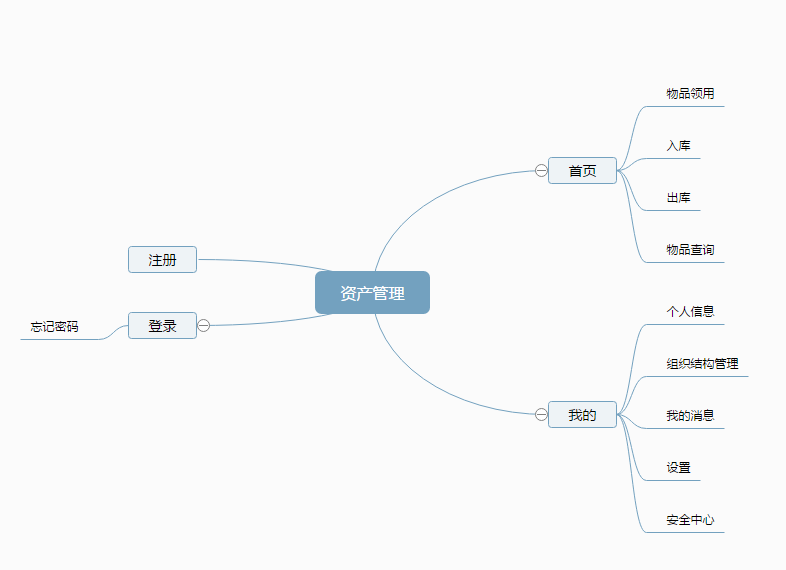 资产管理
首页
物品领用
入库
出库
物品查询
我的
个人信息
组织结构管理
我的消息
设置
安全中心
注册
登录
忘记密码